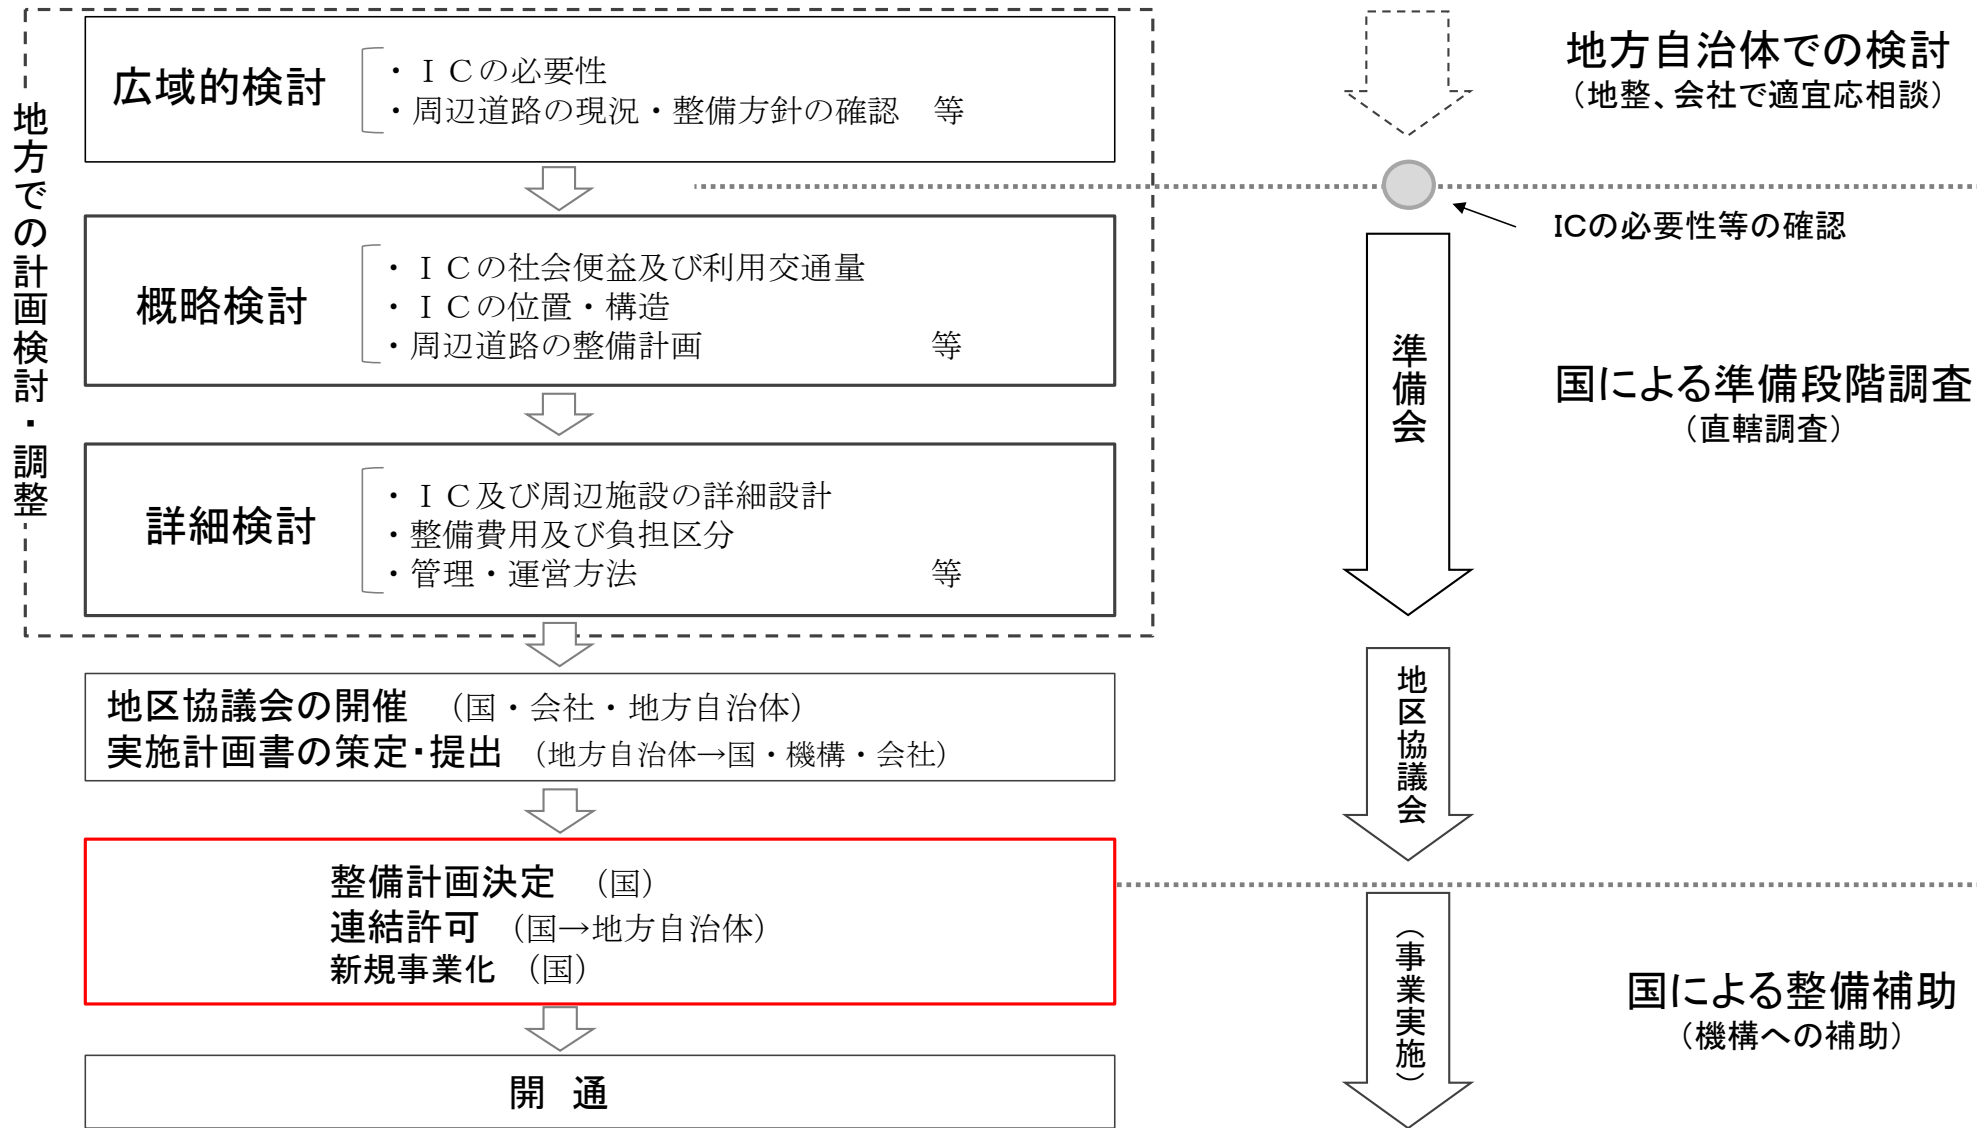 地方での計画検討・調整
広域的検討
・ＩＣの必要性
・周辺道路の現況・整備方針の確認　等
概略検討
・ＩＣの社会便益及び利用交通量
・ＩＣの位置・構造
・周辺道路の整備計画　等
詳細検討
・ＩＣ及び周辺施設の詳細設計
・整備費用及び負担区分
・管理・運営方法　等
地区協議会の開催　（国・会社・地方自治体）
実施計画書の策定・提出　（地方自治体→国・機構・会社）
整備計画決定　（国）
連結許可　（国→地方自治体）
新規事業化　（国）
開　通
地方自治体での検討
（地整、会社で適宜応相談）
ICの必要性等の確認
準備会
国による準備段階調査
（直轄調査）
地区協議会
（事業実施）
国による整備補助
（機構への補助）